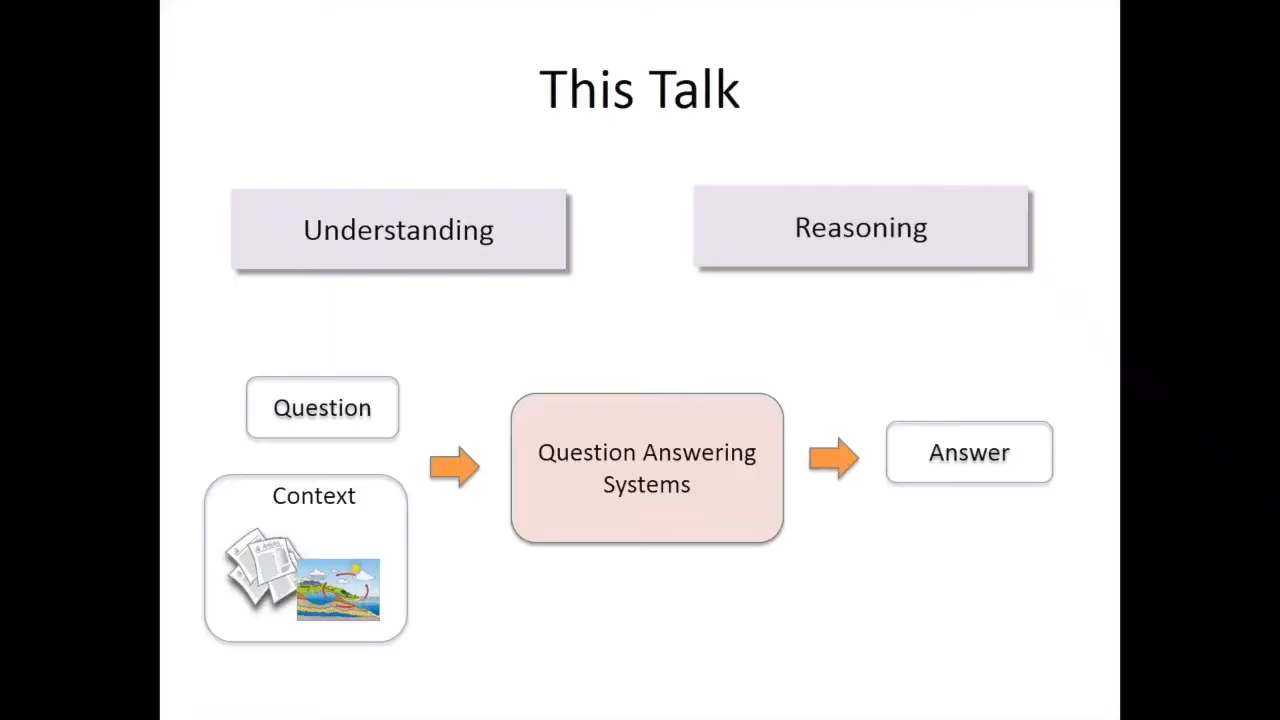 This Talk
Understanding
Reasoning
Question
Context
Question Answering
Systems
Answer